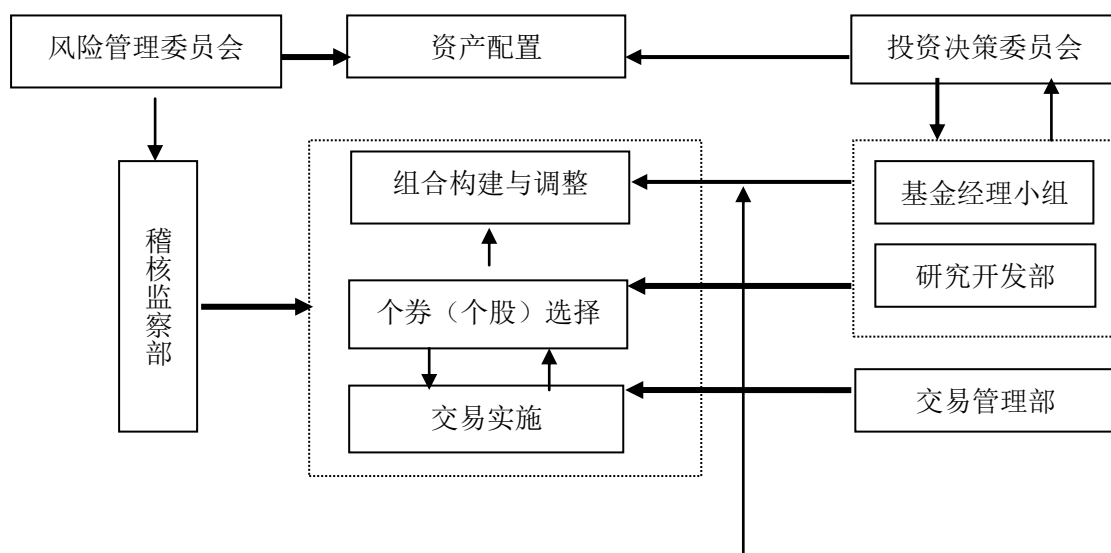 风险管理委员会
资产配置
投资决策委员会
组合构建与调整
基金经理小组
稽核监察部
研究开发部
个券（个股）选择
交易实施
交易管理部